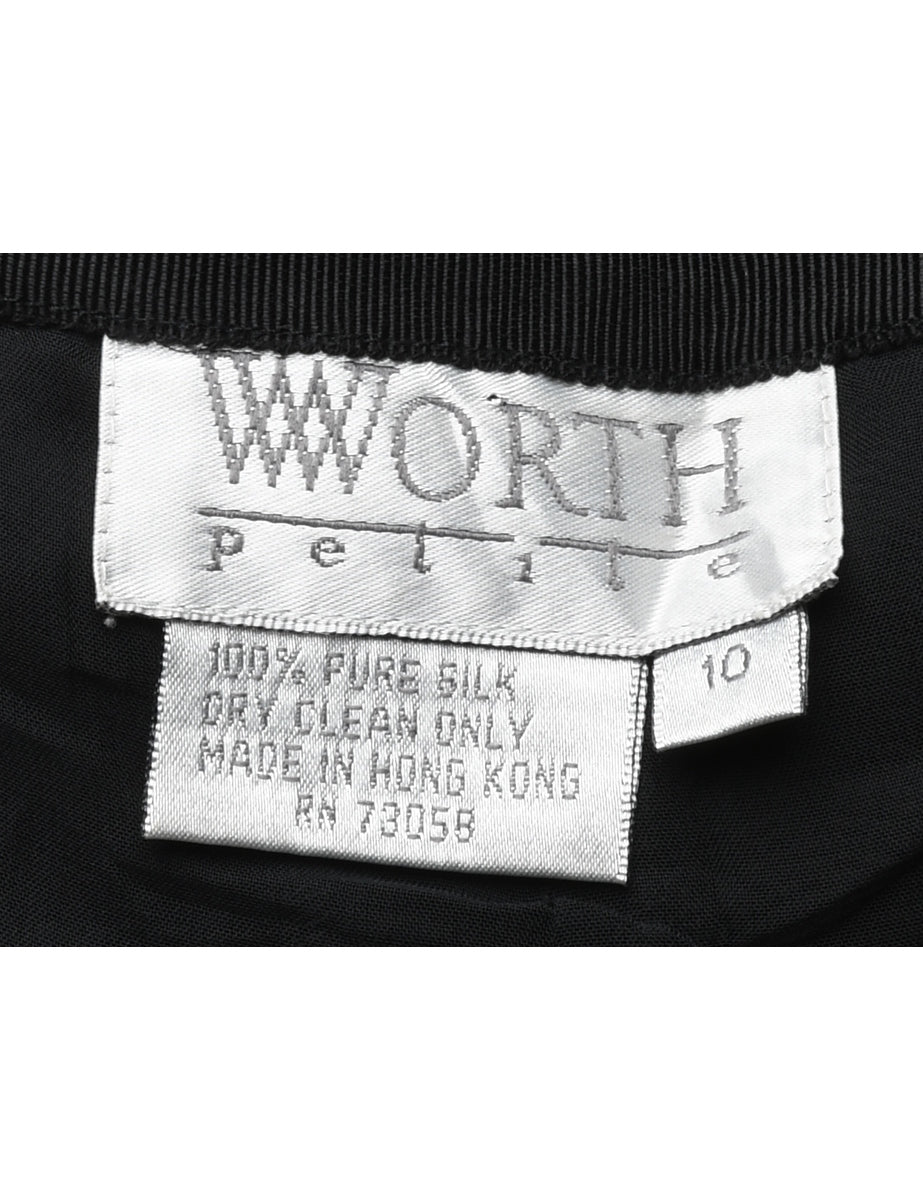 WORTH
petite
100% PURE SILK
DRY CLEAN ONLY
MADE IN HONG KONG
RN 73058
10